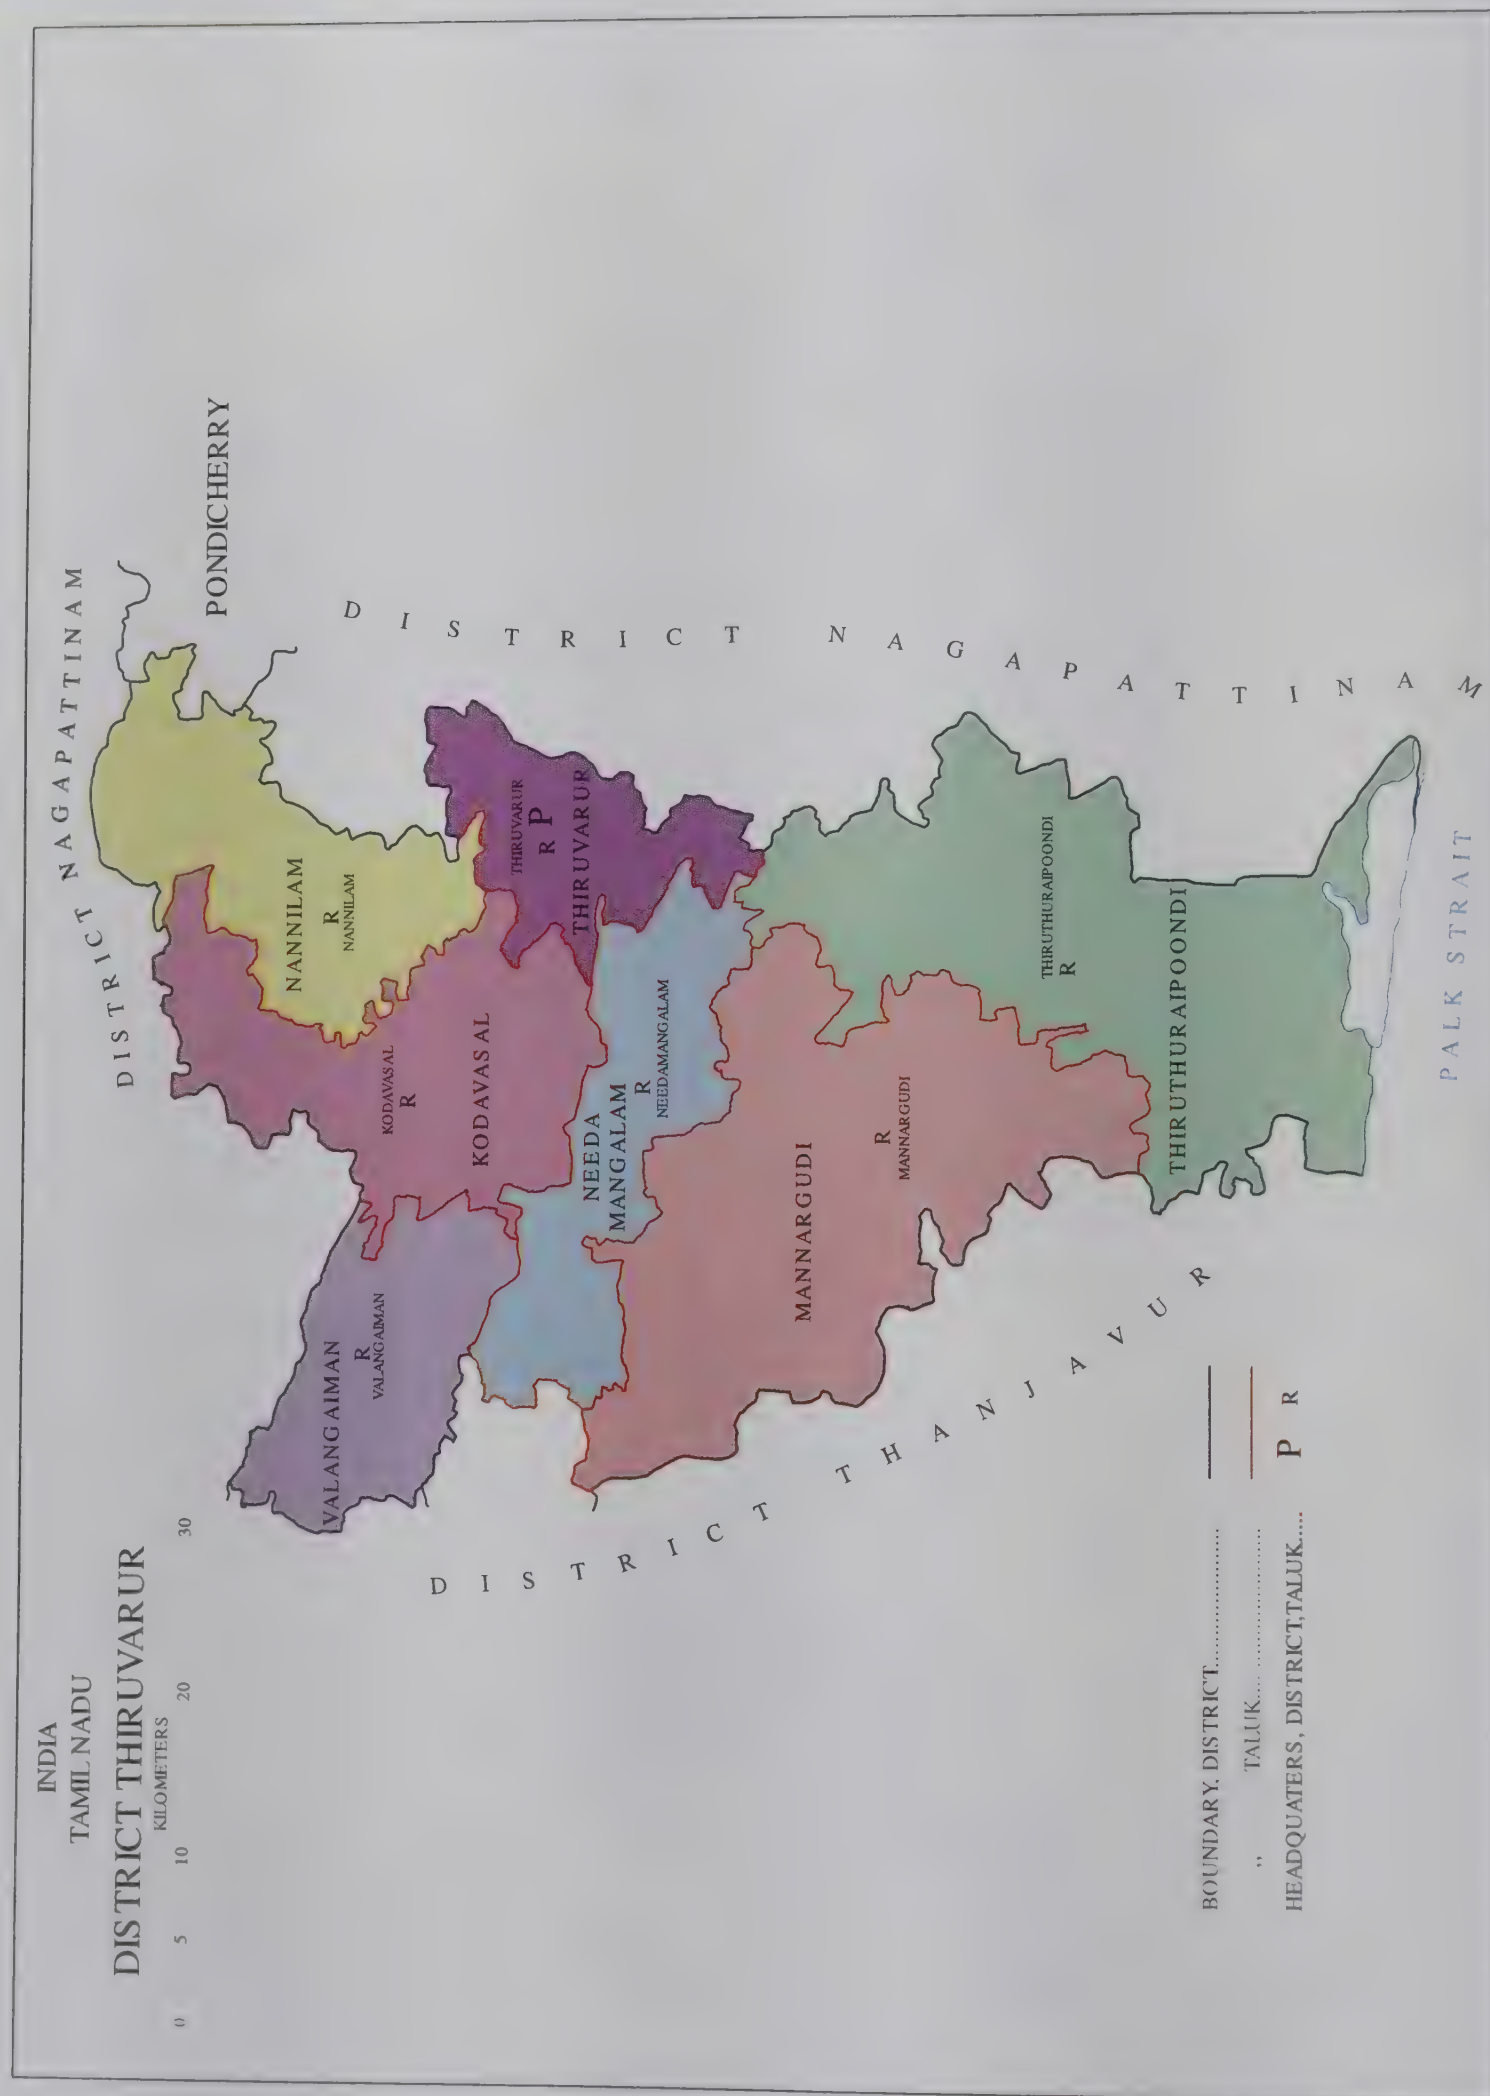 INDIA
TAMIL NADU
DISTRICT THIRUVARUR
KILOMETERS
0 5 10 20 30
DISTRICT NAGAPATTINAM
PONDICHERRY
DISTRICT NAGAPATTINAM
NANNILAM
R
NANNILAM
KODAVASAL
R
KODAVASAL
VALANGAIMAN
R
VALANGAIMAN
THIRUVARUR
R P
THIRUVARUR
NEEDA
MANGALAM
R
NEEDAMANGALAM
MANNARGUDI
R
MANNARGUDI
THIRUTHURAIPOONDI
R
THIRUTHURAIPOONDI
DISTRICT THANJAVUR
PALK STRAIT
BOUNDARY, DISTRICT......................
,, TALUK.... ......................
HEADQUATERS, DISTRICT,TALUK..... P R